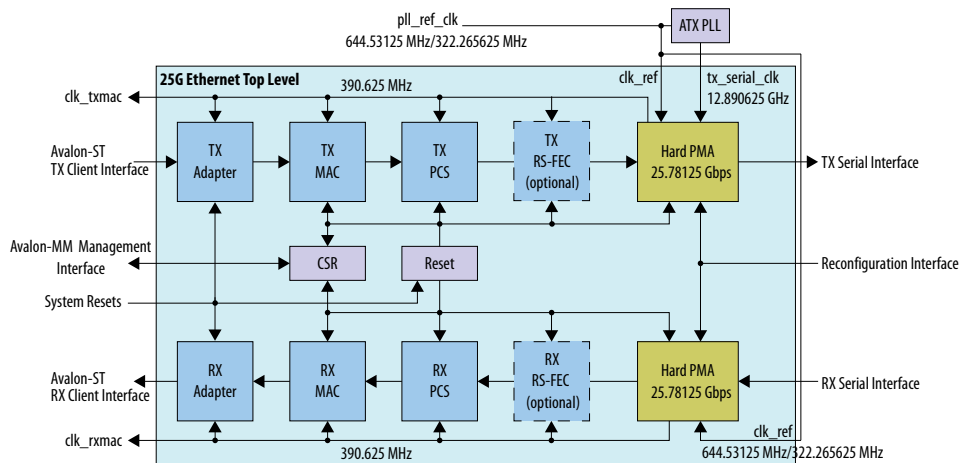 pll_ref_clk
644.53125 MHz/322.265625 MHz
ATX PLL
25G Ethernet Top Level
390.625 MHz
clk_ref
tx_serial_clk
12.890625 GHz
clk_txmac
Avalon-ST
TX Client Interface
TX
Adapter
TX
MAC
TX
PCS
TX
RS-FEC
(optional)
Hard PMA
25.78125 Gbps
TX Serial Interface
Avalon-MM Management
Interface
CSR
Reset
Reconfiguration Interface
System Resets
Avalon-ST
RX Client Interface
RX
Adapter
RX
MAC
RX
PCS
RX
RS-FEC
(optional)
Hard PMA
25.78125 Gbps
RX Serial Interface
clk_rxmac
390.625 MHz
clk_ref
644.53125 MHz/322.265625 MHz